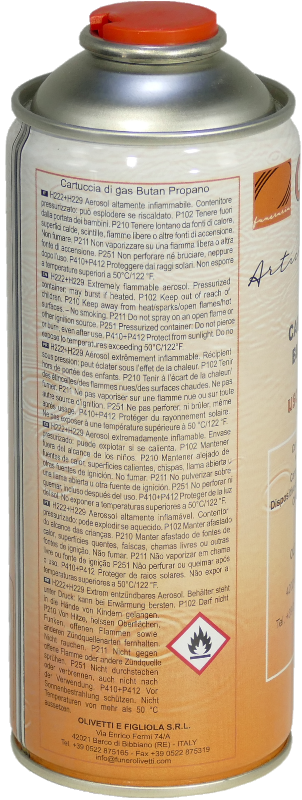 Cartuccia di gas Butan Propano
H222+H229 Aerosol altamente infiammabile. Contenitore
pressurizzato: può esplodere se riscaldato. P102 Tenere fuori
dalla portata dei bambini. P210 Tenere lontano da fonti di calore,
superfici calde, scintille, fiamme libere o altre fonti di accensione.
Non fumare. P211 Non vaporizzare su una fiamma libera o altra
fonti di accensione. P251 Non perforare né bruciare, neppure
dopo l'uso. P410+P412 Proteggere dai raggi solari. Non esporre
a temperature superiori a 50°C/122 °F.
H222+H229 Extremely flammable aerosol. Pressurized
container: may burst if heated. P102 Keep out of reach of
children. P210 Keep away from heat/sparks/open flames/hot
surfaces. – No smoking. P211 Do not spray on an open flame or
other ignition source. P251 Pressurized container: Do not pierce
or burn, even after use. P410+P412 Protect from sunlight. Do no
expose to temperatures exceeding 50°C/122°F.
H222+H229 Aérosol extrêmement inflammable. Récipient
sous pression: peut éclater sous l'effet de la chaleur. P102 Tenir
hors de portée des enfants. P210 Tenir à l'écart de la chaleur/
des étincelles/des flammes nues/des surfaces chaudes. Ne pas
fumer. P211 Ne pas vaporiser sur une flamme nue ou sur toute
autre source d'ignition. P251 Ne pas perforer, ni brûler, même
après usage. P410+P412 Protéger du rayonnement solaire.
Ne pas exposer à une température supérieure à 50 °C/122 °F.
H222+H229 Aerosol extremadamente inflamable. Envase
presurizado: puede explotar si se calienta. P102 Mantener
fuera del alcance de los niños. P210 Mantener alejado de
fuentes de calor, superficies calientes, chispas, llama abierta u
otras fuentes de ignición. No fumar. P211 No pulverizar sobre
una llama abierta u otra fuente de ignición. P251 No perforar ni
quemar, incluso después del uso. P410+P412 Protéger de la luz
del sol. No exponer a temperaturas superiores a 50°C/122°F.
H222+H229 Aerossol altamente inflamável. Contentor
pressurizado: pode explodir se aquecido. P102 Manter afastado
do alcance das crianças. P210 Manter afastado de fontes de
calor, superfícies quentes, faíscas, chamas livres ou outras
fontes de ignição. Não fumar. P211 Não vaporizar em chama
livre ou fonte de ignição P251 Não perfurar ou queimar após
uso. P410+P412 Proteger de raios solares. Não expor a
temperaturas superiores a 50°C/122 °F.
H222+H229 Extrem entzündbares Aerosol. Behälter steht
unter Druck: kann bei Erwärmung bersten. P102 Darf nicht
in die Hände von Kindern gelangen.
P210 Von Hitze, heissen Oberflächen,
Funken, offenen Flammen sowie
anderen Zündquellenarten fernhalten.
Nicht rauchen. P211 Nicht gegen
offene Flamme oder andere Zündquelle
sprühen. P251 Nicht durchstechen
oder verbrennen, auch nicht nach
der Verwendung. P410+P412 Vor
Sonnenbestrahlung schützen. Nicht
Temperaturen von mehr als 50 °C
aussetzen.
OLIVETTI E FIGLIOLA S.R.L.
Via Enrico Fermi 74/A
42021 Barco di Bibbiano (RE) - ITALY
Tel +39 0522 875165 - Fax +39 0522 875319
info@funerolivetti.com